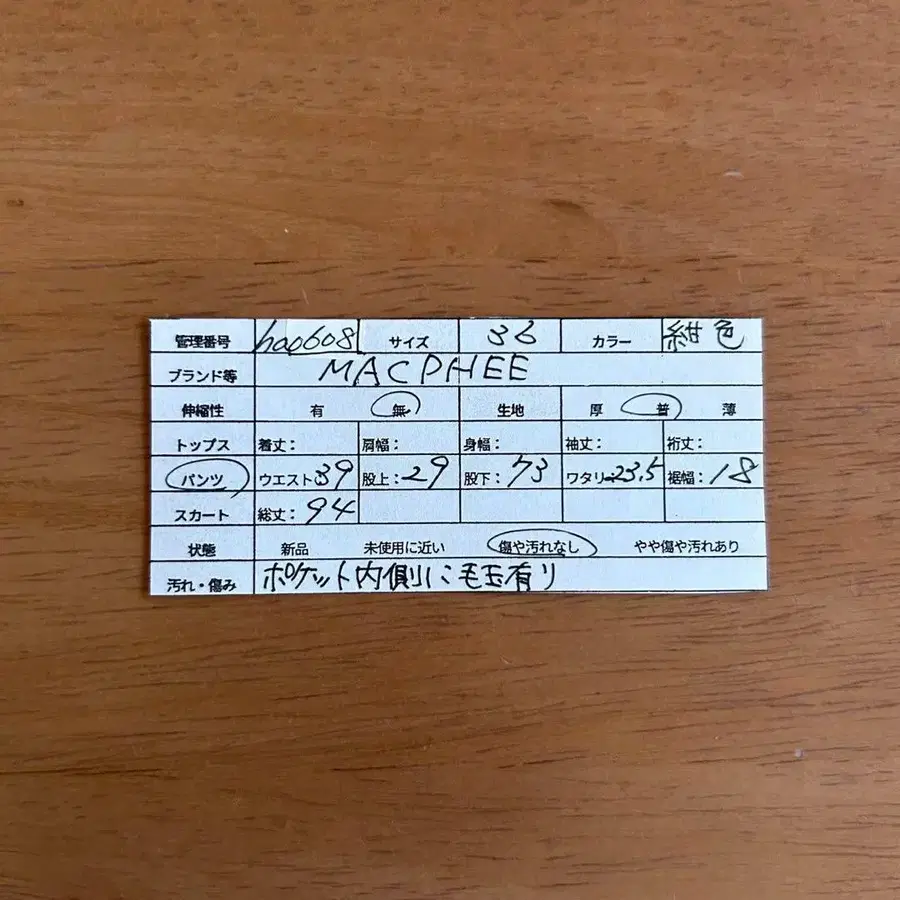 管理番号 hao608 サイズ 36 カラー 紺色
ブランド等 MACPHEE
伸縮性 有 無 生地 厚 普 薄
トップス 着丈: 肩幅: 身幅: 袖丈: 裄丈:
パンツ ウエスト39 股上:29 股下:73 ワタリ:23.5 裾幅:18
スカート 総丈:94
状態 新品 未使用に近い 傷や汚れなし やや傷や汚れあり
汚れ・傷み ポケット内側に毛玉有り